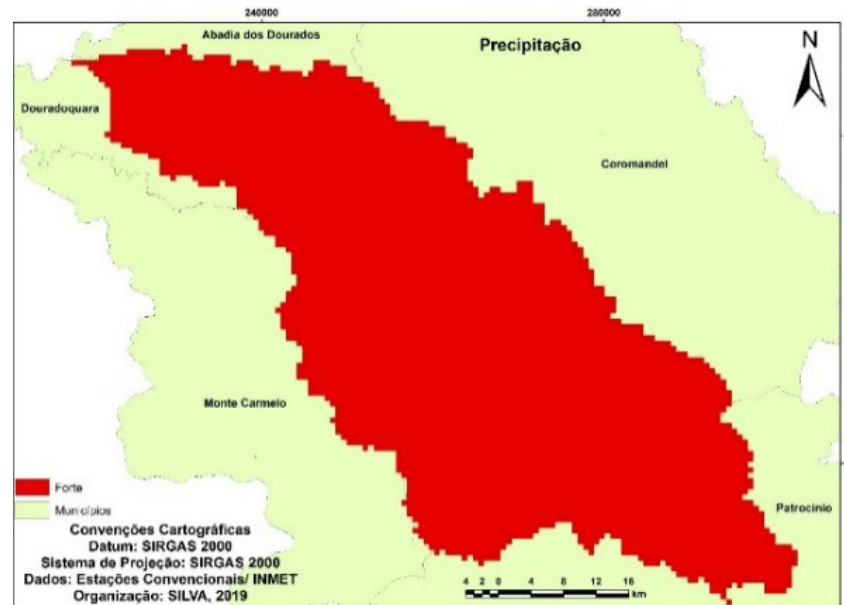 240000 280000
Abadia dos Dourados
Precipitação
N
Douradoquara
Coromandel
Monte Carmelo
Patrocínio
Forte
Municípios
Convenções Cartográficas
Datum: SIRGAS 2000
Sistema de Projeção: SIRGAS 2000
Dados: Estações Convencionais/ INMET
Organização: SILVA, 2019
4 2 0 4 8 12 16
km